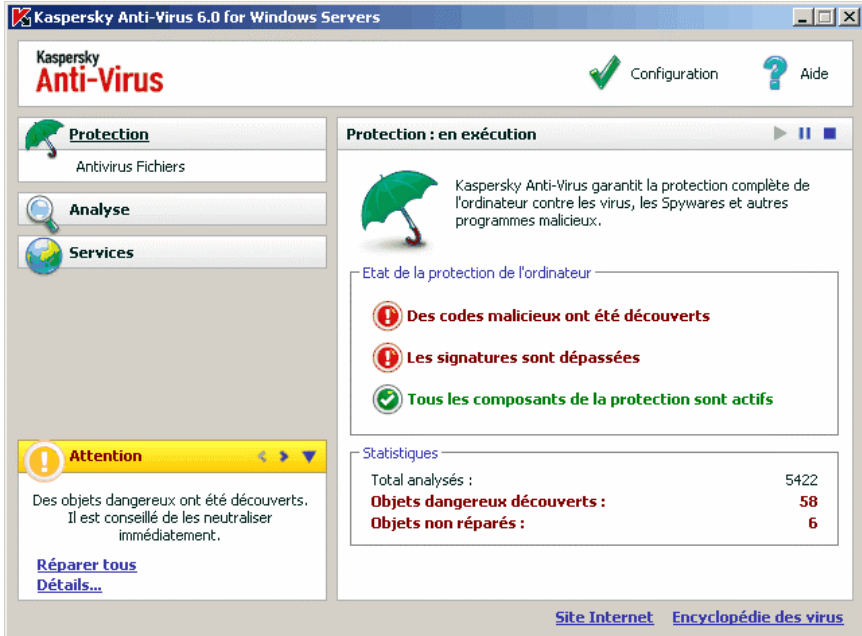 Kaspersky Anti-Virus 6.0 for Windows Servers
Kaspersky
Anti-Virus
Configuration
Aide
Protection
Antivirus Fichiers
Analyse
Services
Attention
Des objets dangereux ont été découverts.
Il est conseillé de les neutraliser
immédiatement.
Réparer tous
Détails...
Protection : en exécution
Kaspersky Anti-Virus garantit la protection complète de
l'ordinateur contre les virus, les Spywares et autres
programmes malicieux.
Etat de la protection de l'ordinateur
Des codes malicieux ont été découverts
Les signatures sont dépassées
Tous les composants de la protection sont actifs
Statistiques
Total analysés : 5422
Objets dangereux découverts : 58
Objets non réparés : 6
Site Internet Encyclopédie des virus